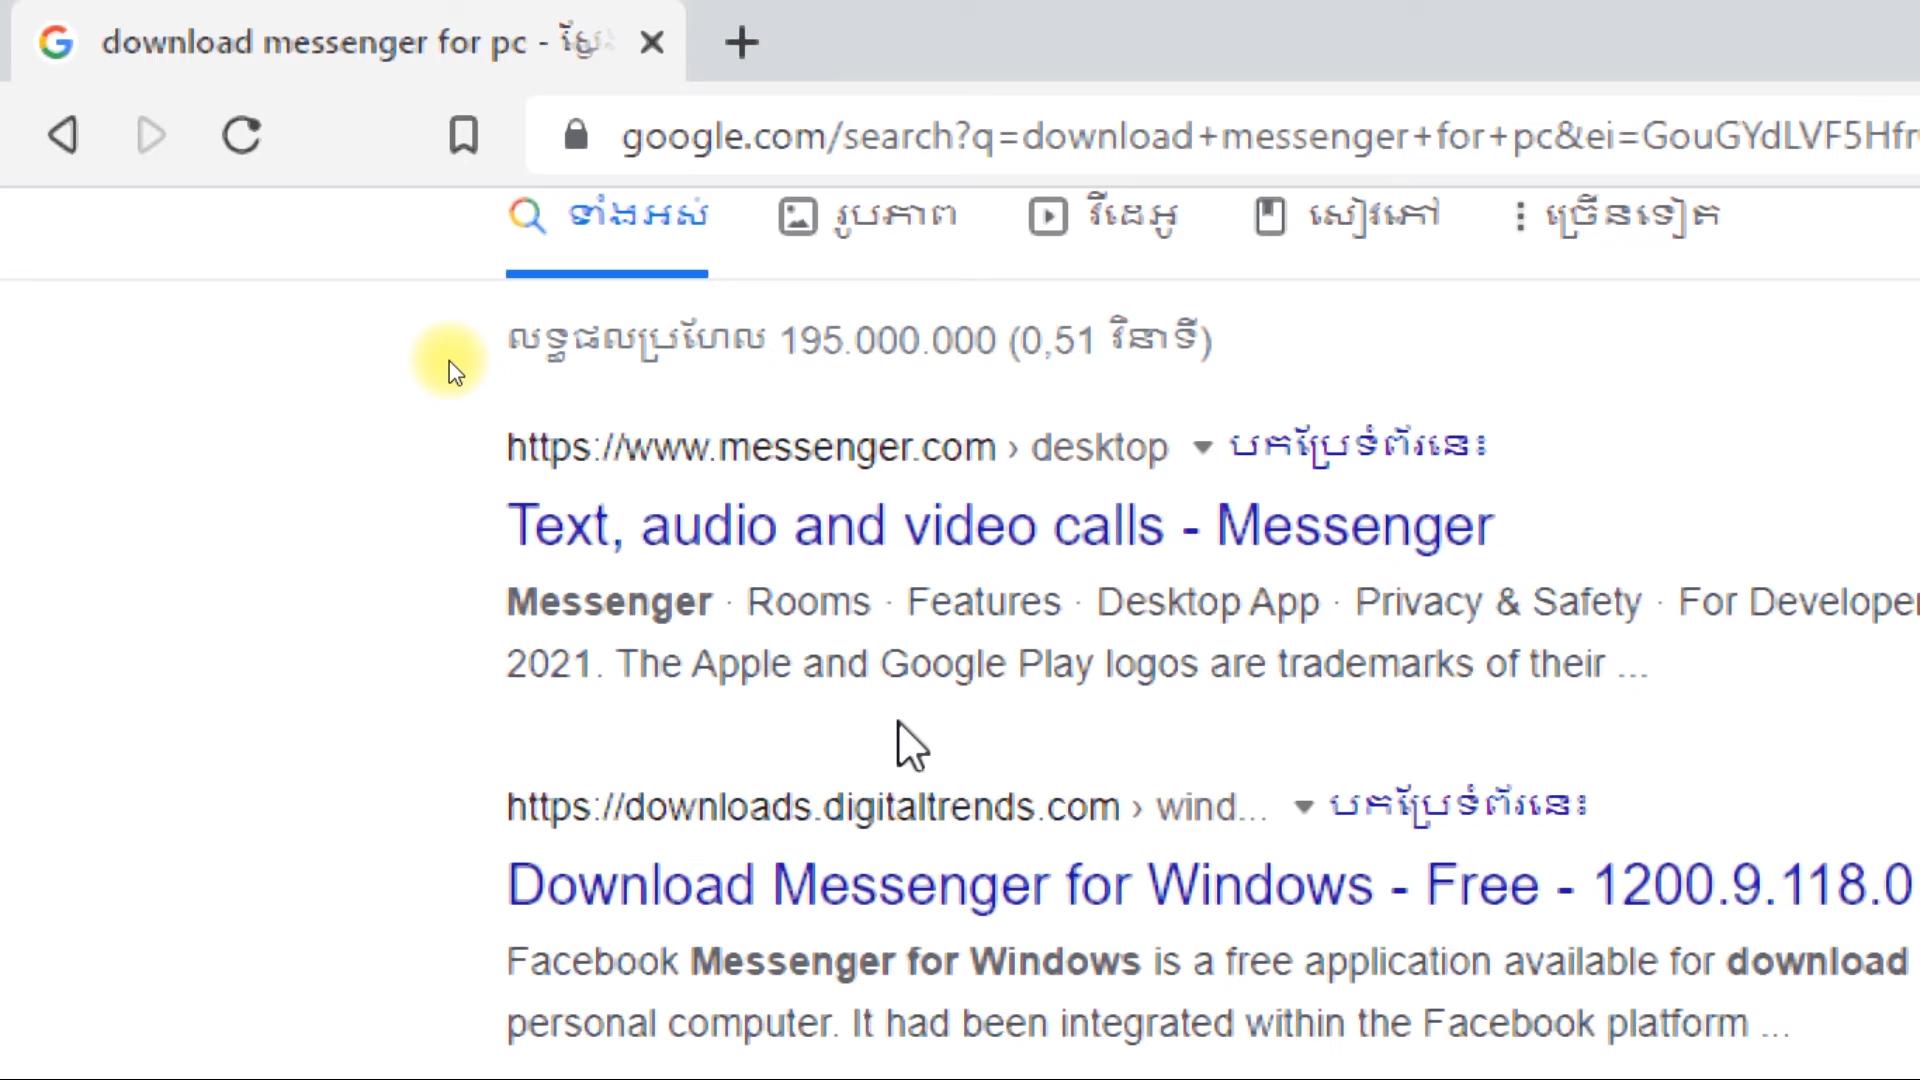 download messenger for pc - ស្វែ
google.com/search?q=download+messenger+for+pc&ei=GouGYdLVF5Hfr
ទាំងអស់ រូបភាព វីដេអូ សៀវភៅ ច្រើនទៀត
លទ្ធផលប្រហែល 195.000.000 (0,51 វិនាទី)
https://www.messenger.com › desktop បកប្រែទំព័រនេះ
Text, audio and video calls - Messenger
Messenger · Rooms · Features · Desktop App · Privacy & Safety · For Developer
2021. The Apple and Google Play logos are trademarks of their ...
https://downloads.digitaltrends.com › wind... បកប្រែទំព័រនេះ
Download Messenger for Windows - Free - 1200.9.118.0
Facebook Messenger for Windows is a free application available for download
personal computer. It had been integrated within the Facebook platform ...